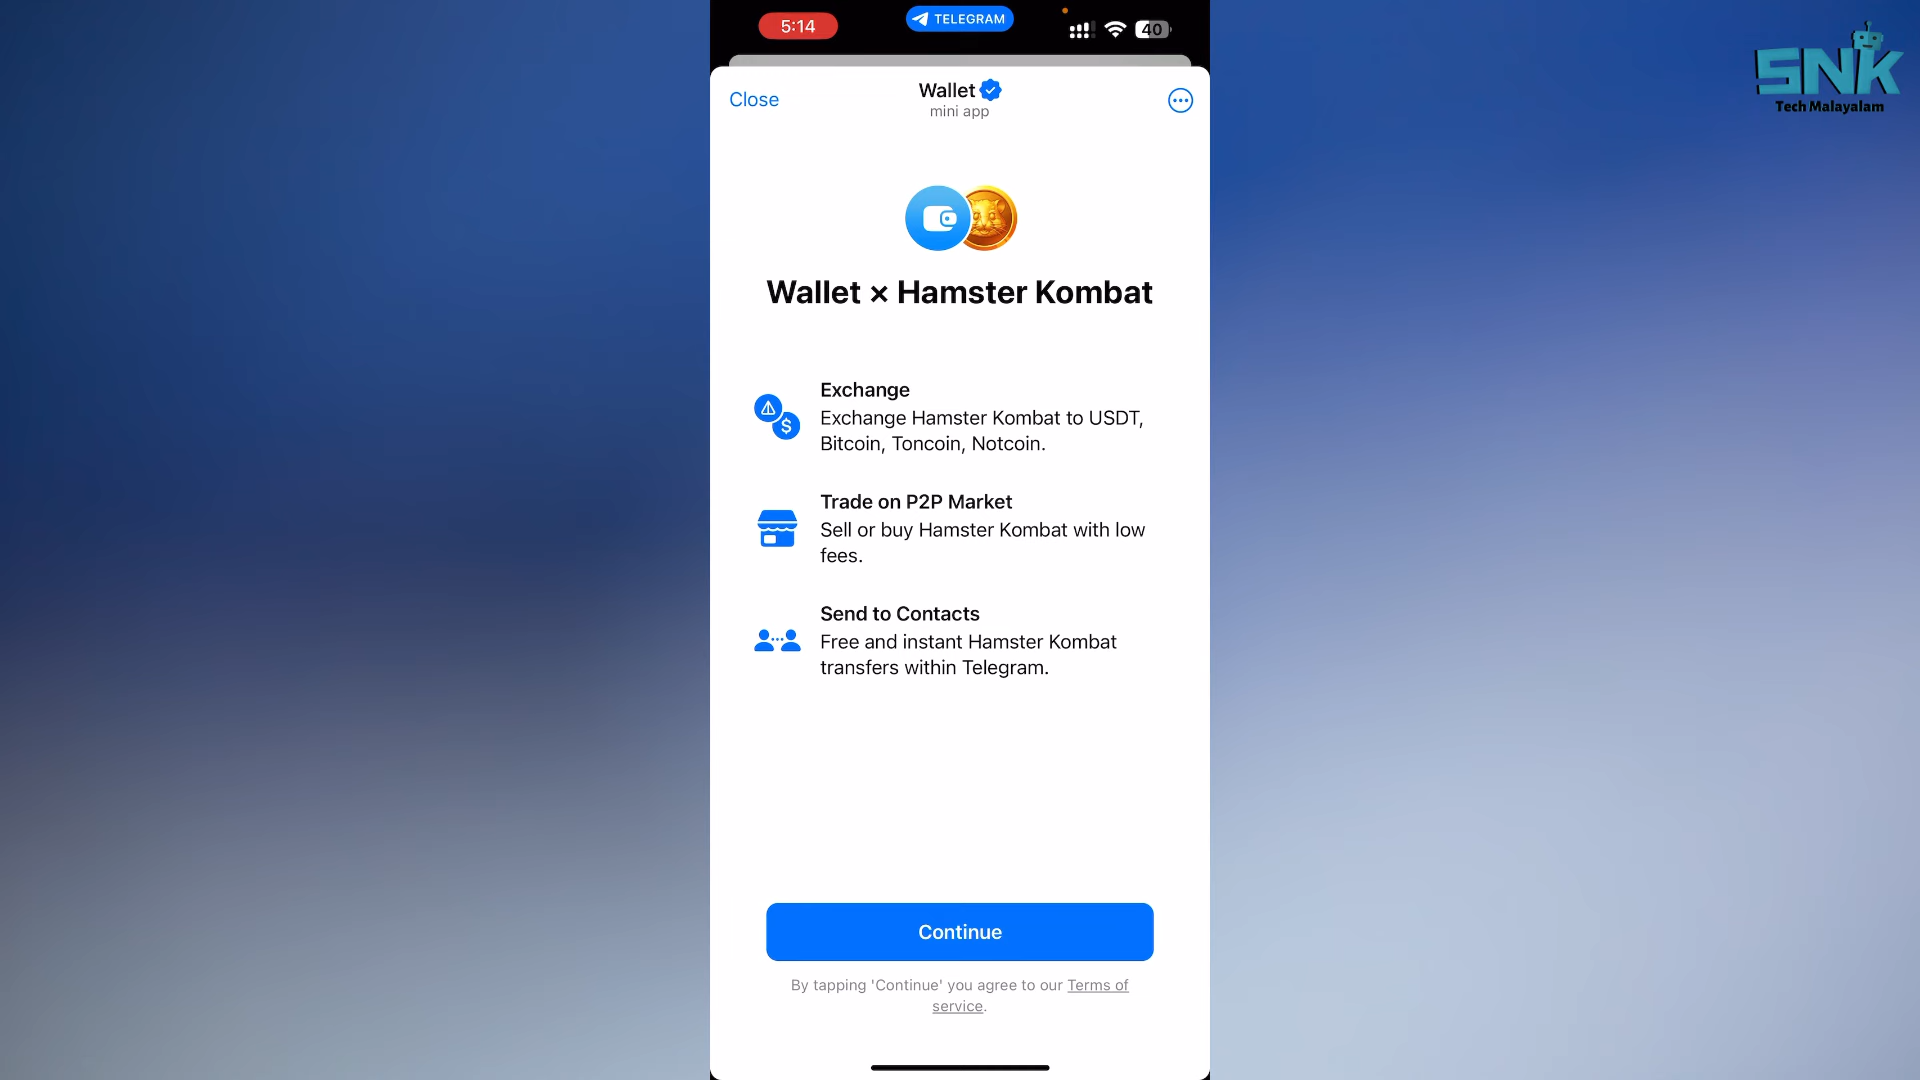 5:14
TELEGRAM
40
SNK
Tech Malayalam
Close
Wallet
mini app
Wallet × Hamster Kombat
Exchange
Exchange Hamster Kombat to USDT,
Bitcoin, Toncoin, Notcoin.
Trade on P2P Market
Sell or buy Hamster Kombat with low
fees.
Send to Contacts
Free and instant Hamster Kombat
transfers within Telegram.
Continue
By tapping 'Continue' you agree to our Terms of
service.